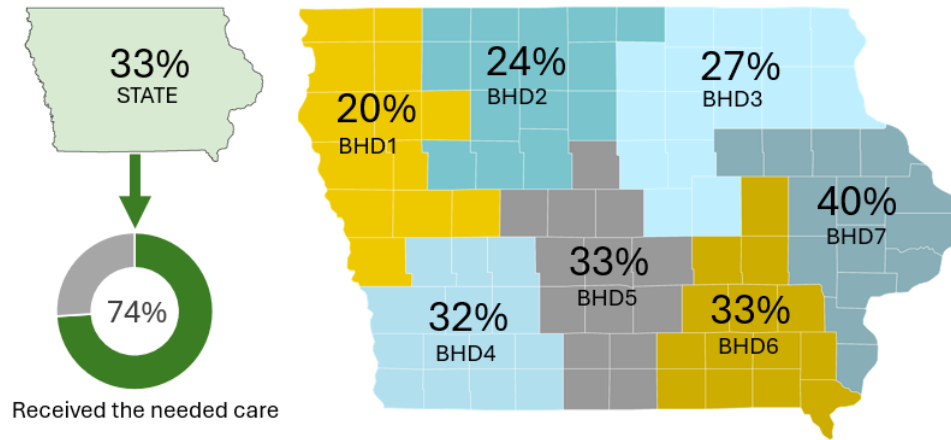 33%
STATE
74%
Received the needed care
20%
BHD1
24%
BHD2
27%
BHD3
32%
BHD4
33%
BHD5
33%
BHD6
40%
BHD7